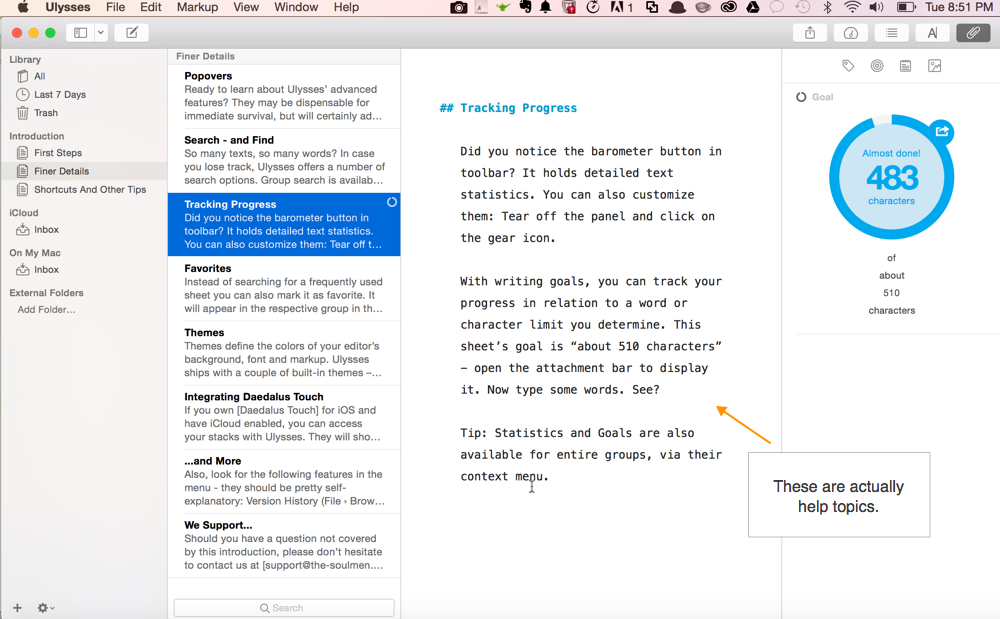 Ulysses File Edit Markup View Window Help
1 Tue 8:51 PM
A|
Library
All
Last 7 Days
Trash
Introduction
First Steps
Finer Details
Shortcuts And Other Tips
iCloud
Inbox
On My Mac
Inbox
External Folders
Add Folder...
Finer Details
Popovers
Ready to learn about Ulysses' advanced
features? They may be dispensable for
immediate survival, but will certainly ad...
Search - and Find
So many texts, so many words? In case
you lose track, Ulysses offers a number of
search options. Group search is availab...
Tracking Progress
Did you notice the barometer button in
toolbar? It holds detailed text statistics.
You can also customize them: Tear off t...
Favorites
Instead of searching for a frequently used
sheet you can also mark it as favorite. It
will appear in the respective group in th...
Themes
Themes define the colors of your editor's
background, font and markup. Ulysses
ships with a couple of built-in themes –...
Integrating Daedalus Touch
If you own [Daedalus Touch] for iOS and
have iCloud enabled, you can access
your stacks with Ulysses. They will sho...
...and More
Also, look for the following features in the
menu - they should be pretty self-
explanatory: Version History (File › Brow...
We Support...
Should you have a question not covered
by this introduction, please don't hesitate
to contact us at [support@the-soulmen....
Search
## Tracking Progress
Did you notice the barometer button in
toolbar? It holds detailed text
statistics. You can also customize
them: Tear off the panel and click on
the gear icon.
With writing goals, you can track your
progress in relation to a word or
character limit you determine. This
sheet's goal is “about 510 characters”
– open the attachment bar to display
it. Now type some words. See?
Tip: Statistics and Goals are also
available for entire groups, via their
context menu.
Goal
Almost done!
483
characters
of
about
510
characters
These are actually
help topics.